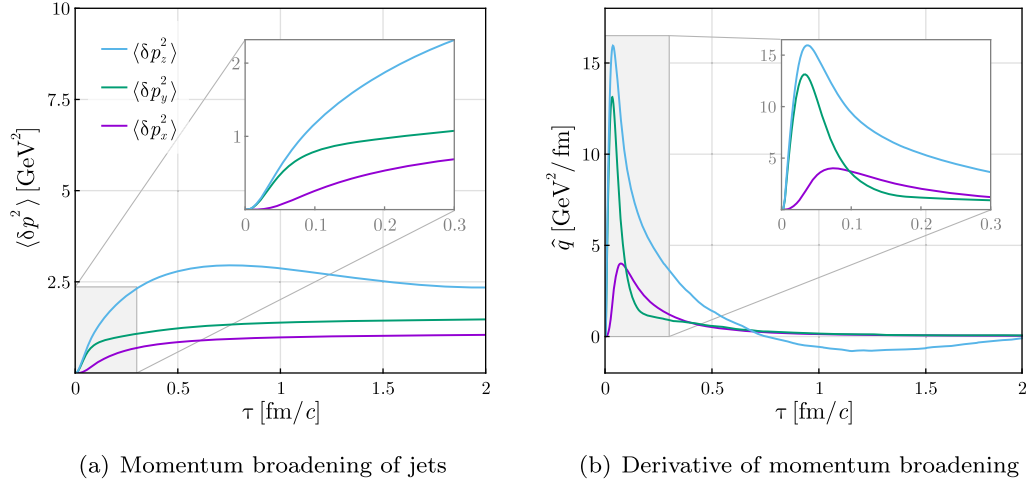 10
7.5
5
2.5
⟨δp²⟩ [GeV²]
⟨δp_z²⟩
⟨δp_y²⟩
⟨δp_x²⟩
2
1
0 0.1 0.2 0.3
0 0.5 1 1.5 2
τ [fm/c]
(a) Momentum broadening of jets
15
10
5
0
q̂ [GeV²/fm]
15
10
5
0 0.1 0.2 0.3
0 0.5 1 1.5 2
τ [fm/c]
(b) Derivative of momentum broadening